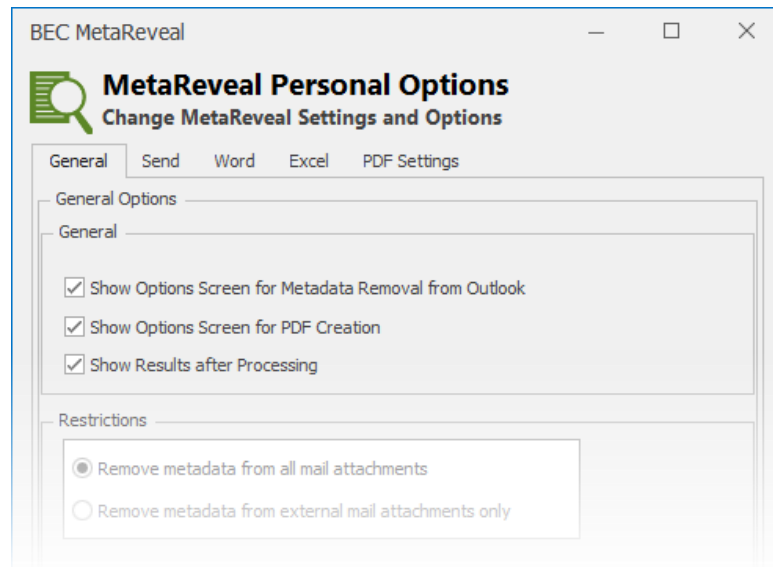 BEC MetaReveal
MetaReveal Personal Options
Change MetaReveal Settings and Options
General Send Word Excel PDF Settings
General Options
General
Show Options Screen for Metadata Removal from Outlook
Show Options Screen for PDF Creation
Show Results after Processing
Restrictions
Remove metadata from all mail attachments
Remove metadata from external mail attachments only